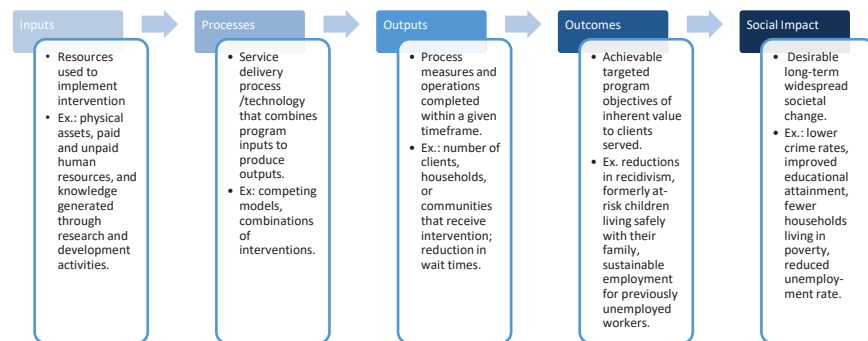 Inputs
• Resources
used to
implement
intervention
• Ex.: physical
assets, paid
and unpaid
human
resources, and
knowledge
generated
through
research and
development
activities.
Processes
• Service
delivery
process
/technology
that combines
program
inputs to
produce
outputs.
• Ex: competing
models,
combinations
of
interventions.
Outputs
• Process
measures and
operations
completed
within a given
timeframe.
• Ex.: number of
clients,
households,
or
communities
that receive
intervention;
reduction in
wait times.
Outcomes
• Achievable
targeted
program
objectives of
inherent value
to clients
served.
• Ex. reductions
in recidivism,
formerly at-
risk children
living safely
with their
family,
sustainable
employment
for previously
unemployed
workers.
Social Impact
• Desirable
long-term
widespread
societal
change.
• Ex.: lower
crime rates,
improved
educational
attainment,
fewer
households
living in
poverty,
reduced
unemploy-
ment rate.